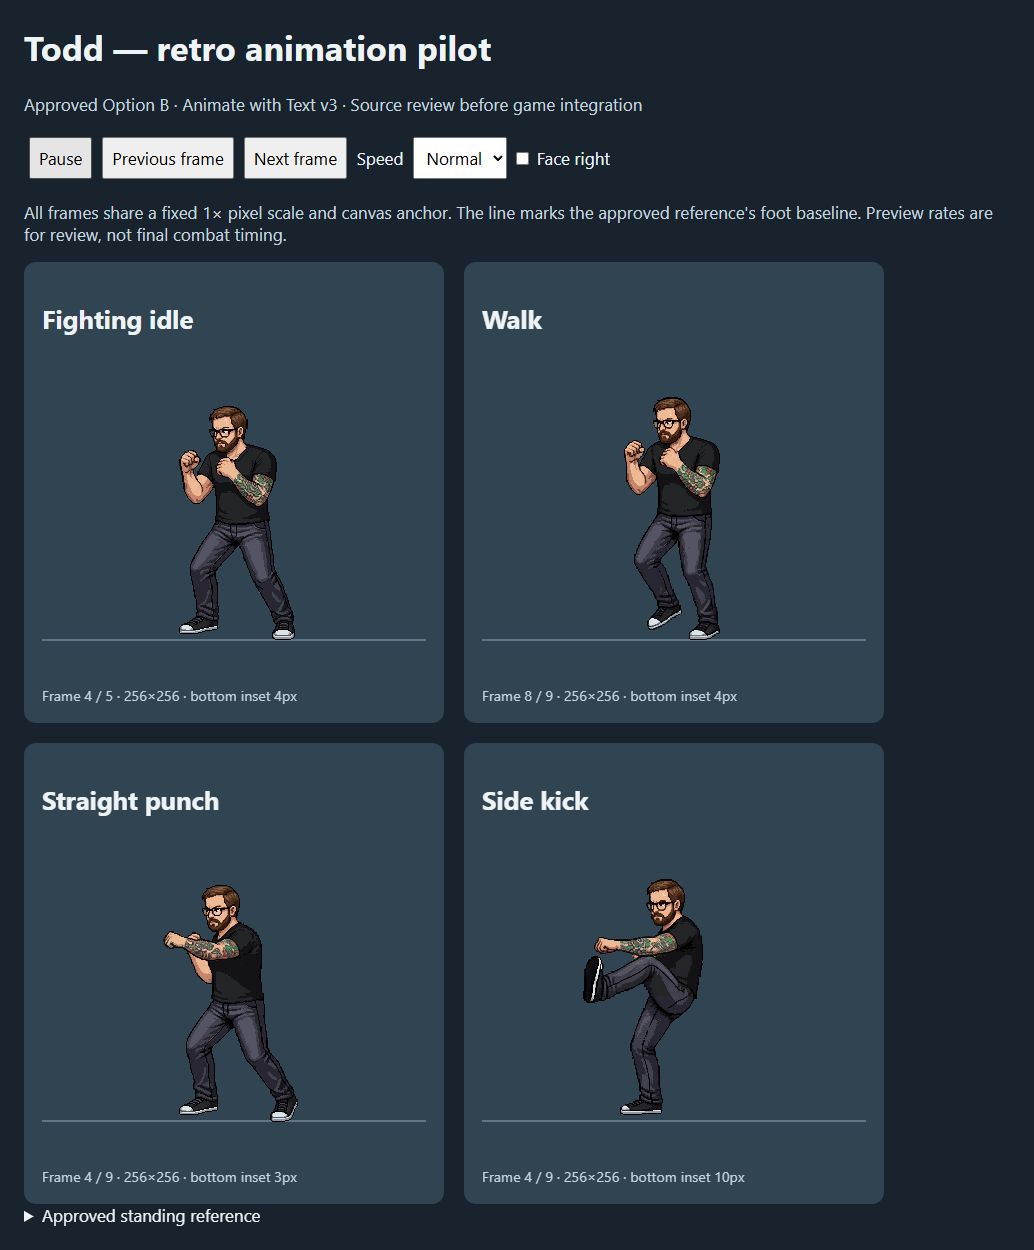 Todd — retro animation pilot
Approved Option B · Animate with Text v3 · Source review before game integration
Pause Previous frame Next frame Speed Normal Face right
All frames share a fixed 1× pixel scale and canvas anchor. The line marks the approved reference's foot baseline. Preview rates are
for review, not final combat timing.
Fighting idle
Frame 4 / 5 · 256×256 · bottom inset 4px
Walk
Frame 8 / 9 · 256×256 · bottom inset 4px
Straight punch
Frame 4 / 9 · 256×256 · bottom inset 3px
Side kick
Frame 4 / 9 · 256×256 · bottom inset 10px
Approved standing reference